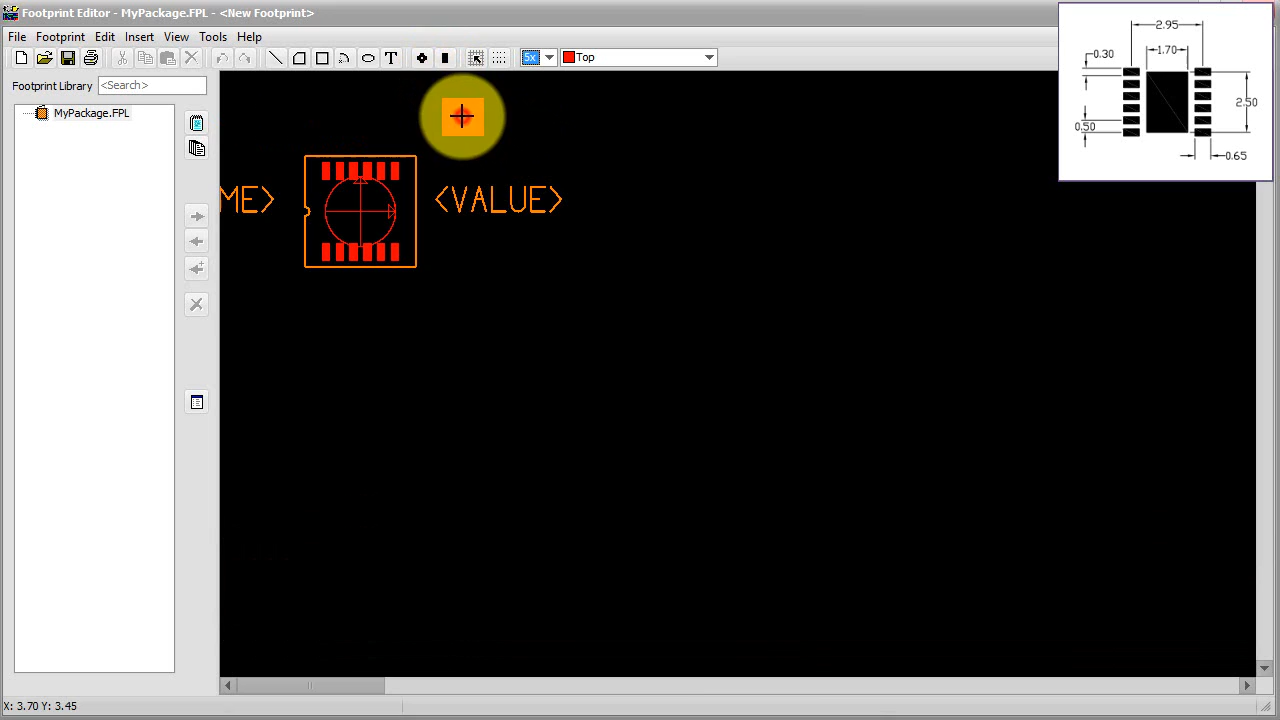 Footprint Editor - MyPackage.FPL - <New Footprint>
File Footprint Edit Insert View Tools Help
5x Top
Footprint Library <Search>
MyPackage.FPL
ME> <VALUE>
2.95
1.70
0.30
2.50
0.50
0.65
X: 3.70 Y: 3.45